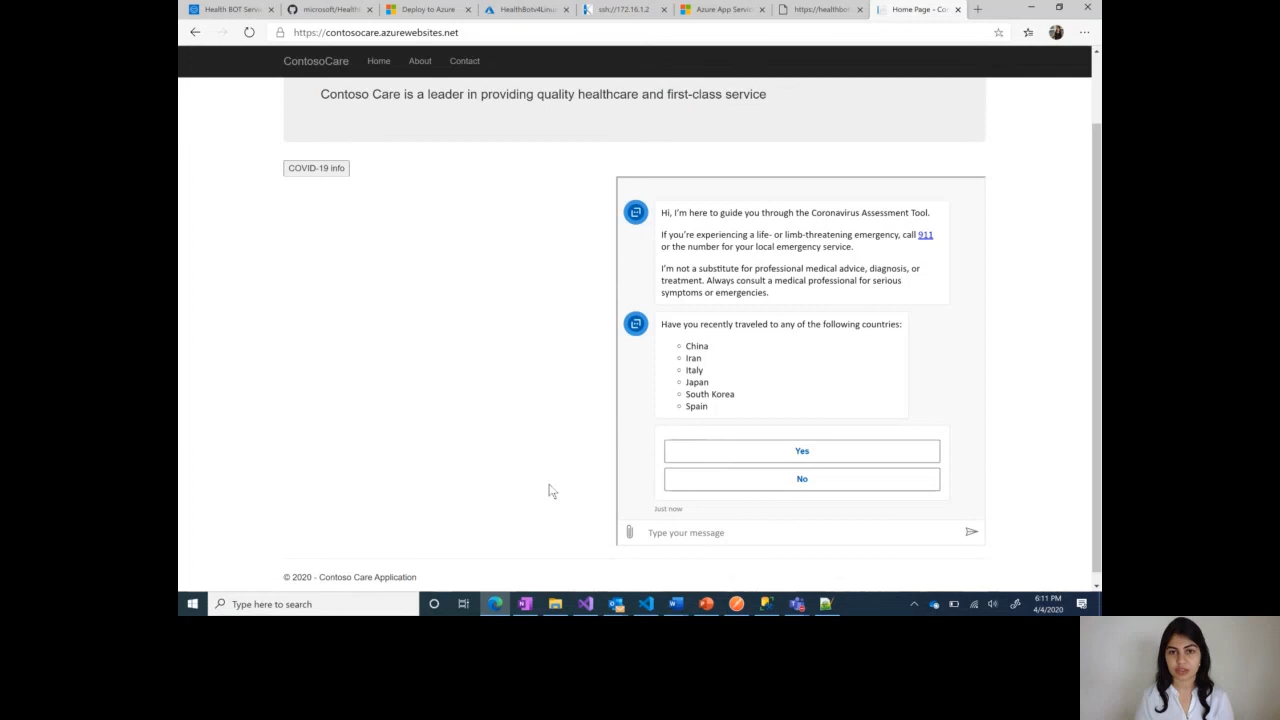 Health BOT Serv
microsoft/Health
Deploy to Azure
HealthBotv4Linu
ssh://172.16.1.2
Azure App Servic
https://healthbot
Home Page - Co
https://contosocare.azurewebsites.net
ContosoCare
Home
About
Contact
Contoso Care is a leader in providing quality healthcare and first-class service
COVID-19 info
Hi, I'm here to guide you through the Coronavirus Assessment Tool.
If you're experiencing a life- or limb-threatening emergency, call 911
or the number for your local emergency service.
I'm not a substitute for professional medical advice, diagnosis, or
treatment. Always consult a medical professional for serious
symptoms or emergencies.
Have you recently traveled to any of the following countries:
China
Iran
Italy
Japan
South Korea
Spain
Yes
No
Just now
Type your message
© 2020 - Contoso Care Application
Type here to search
6:11 PM
4/4/2020